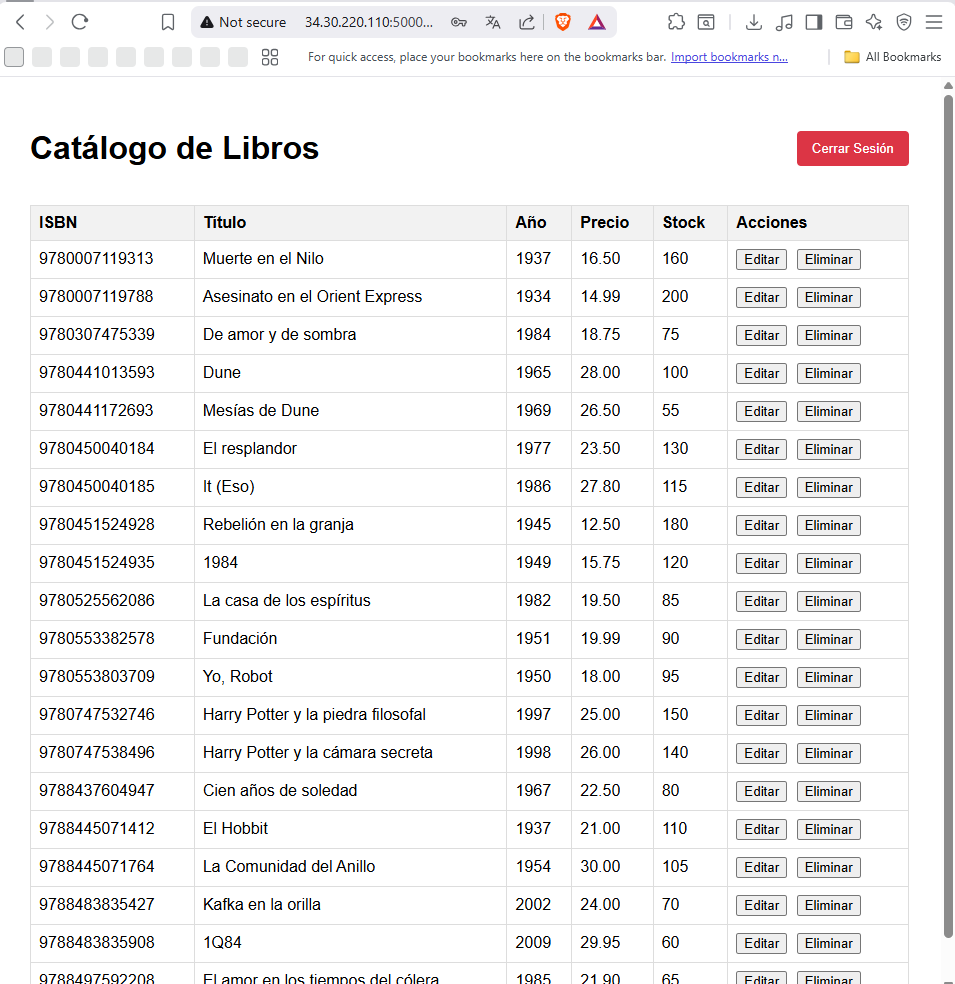 Not secure 34.30.220.110:5000...
For quick access, place your bookmarks here on the bookmarks bar. Import bookmarks n... All Bookmarks
Catálogo de Libros
Cerrar Sesión
ISBN Título Año Precio Stock Acciones
9780007119313 Muerte en el Nilo 1937 16.50 160 Editar Eliminar
9780007119788 Asesinato en el Orient Express 1934 14.99 200 Editar Eliminar
9780307475339 De amor y de sombra 1984 18.75 75 Editar Eliminar
9780441013593 Dune 1965 28.00 100 Editar Eliminar
9780441172693 Mesías de Dune 1969 26.50 55 Editar Eliminar
9780450040184 El resplandor 1977 23.50 130 Editar Eliminar
9780450040185 It (Eso) 1986 27.80 115 Editar Eliminar
9780451524928 Rebelión en la granja 1945 12.50 180 Editar Eliminar
9780451524935 1984 1949 15.75 120 Editar Eliminar
9780525562086 La casa de los espíritus 1982 19.50 85 Editar Eliminar
9780553382578 Fundación 1951 19.99 90 Editar Eliminar
9780553803709 Yo, Robot 1950 18.00 95 Editar Eliminar
9780747532746 Harry Potter y la piedra filosofal 1997 25.00 150 Editar Eliminar
9780747538496 Harry Potter y la cámara secreta 1998 26.00 140 Editar Eliminar
9788437604947 Cien años de soledad 1967 22.50 80 Editar Eliminar
9788445071412 El Hobbit 1937 21.00 110 Editar Eliminar
9788445071764 La Comunidad del Anillo 1954 30.00 105 Editar Eliminar
9788483835427 Kafka en la orilla 2002 24.00 70 Editar Eliminar
9788483835908 1Q84 2009 29.95 60 Editar Eliminar
9788497592208 El amor en los tiempos del cólera 1985 21.90 65 Editar Eliminar